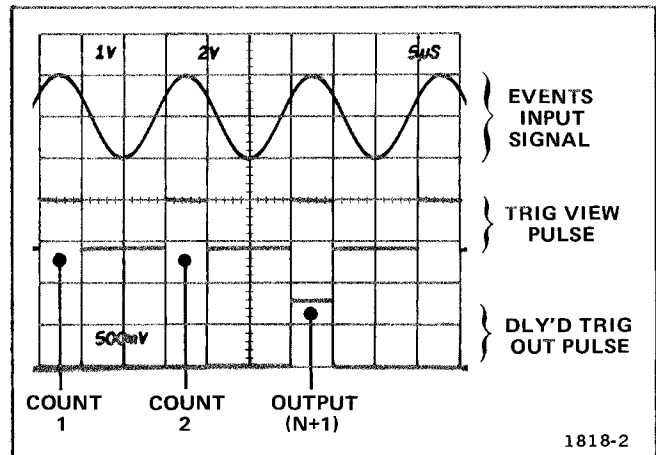 1V 2V 5µS
EVENTS
INPUT
SIGNAL
TRIG VIEW
PULSE
500mV
DLY'D TRIG
OUT PULSE
COUNT
1
COUNT
2
OUTPUT
(N+1)
1818-2